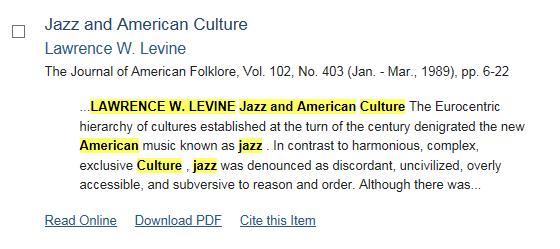 Jazz and American Culture
Lawrence W. Levine
The Journal of American Folklore, Vol. 102, No. 403 (Jan. - Mar., 1989), pp. 6-22
...LAWRENCE W. LEVINE Jazz and American Culture The Eurocentric
hierarchy of cultures established at the turn of the century denigrated the new
American music known as jazz . In contrast to harmonious, complex,
exclusive Culture , jazz was denounced as discordant, uncivilized, overly
accessible, and subversive to reason and order. Although there was...
Read Online Download PDF Cite this Item